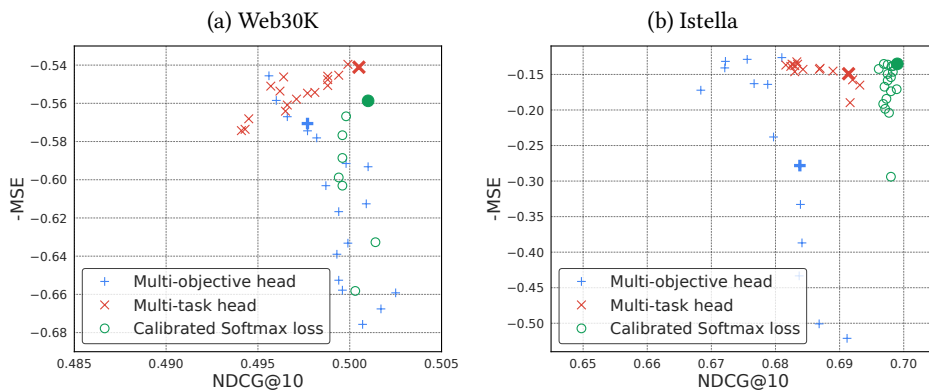 (a) Web30K
−0.54
−0.56
−0.58
−0.60
−0.62
−0.64
−0.66
−0.68
-MSE
Multi-objective head
Multi-task head
Calibrated Softmax loss
0.485
0.490
0.495
0.500
0.505
NDCG@10
(b) Istella
−0.15
−0.20
−0.25
−0.30
−0.35
−0.40
−0.45
−0.50
-MSE
Multi-objective head
Multi-task head
Calibrated Softmax loss
0.65
0.66
0.67
0.68
0.69
0.70
NDCG@10